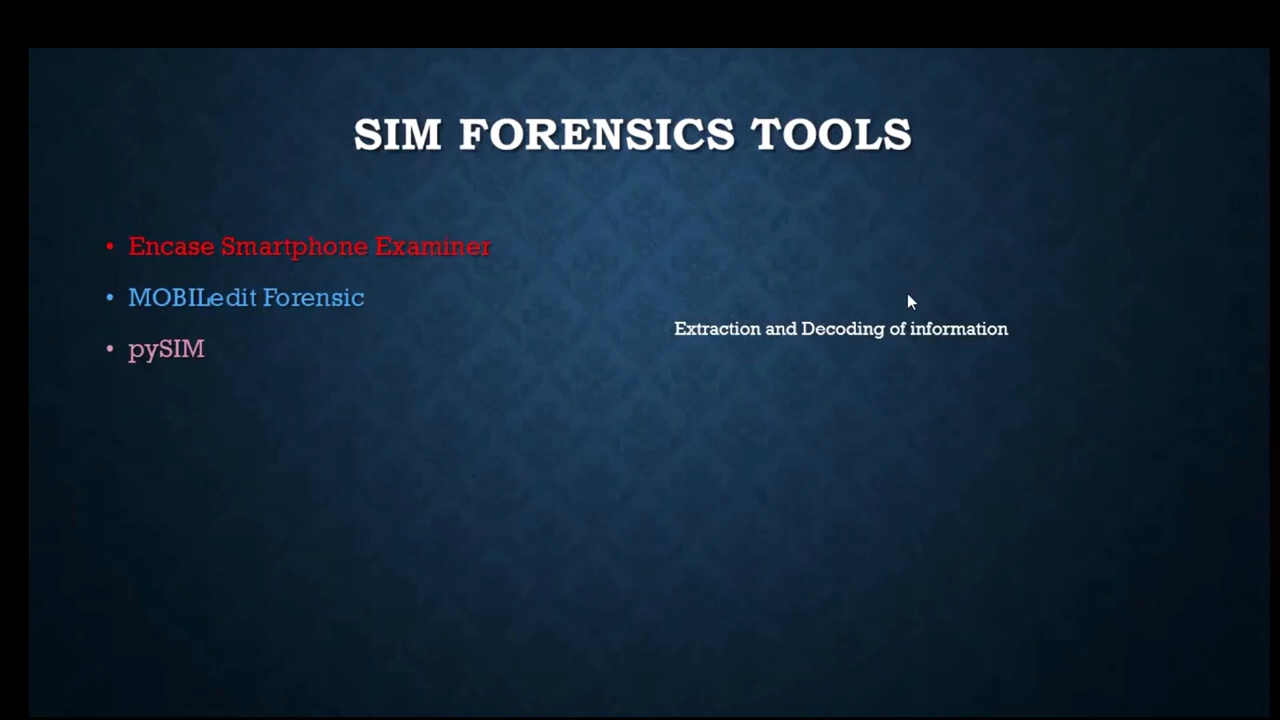 SIM FORENSICS TOOLS
• Encase Smartphone Examiner
• MOBILedit Forensic
• pySIM
Extraction and Decoding of information